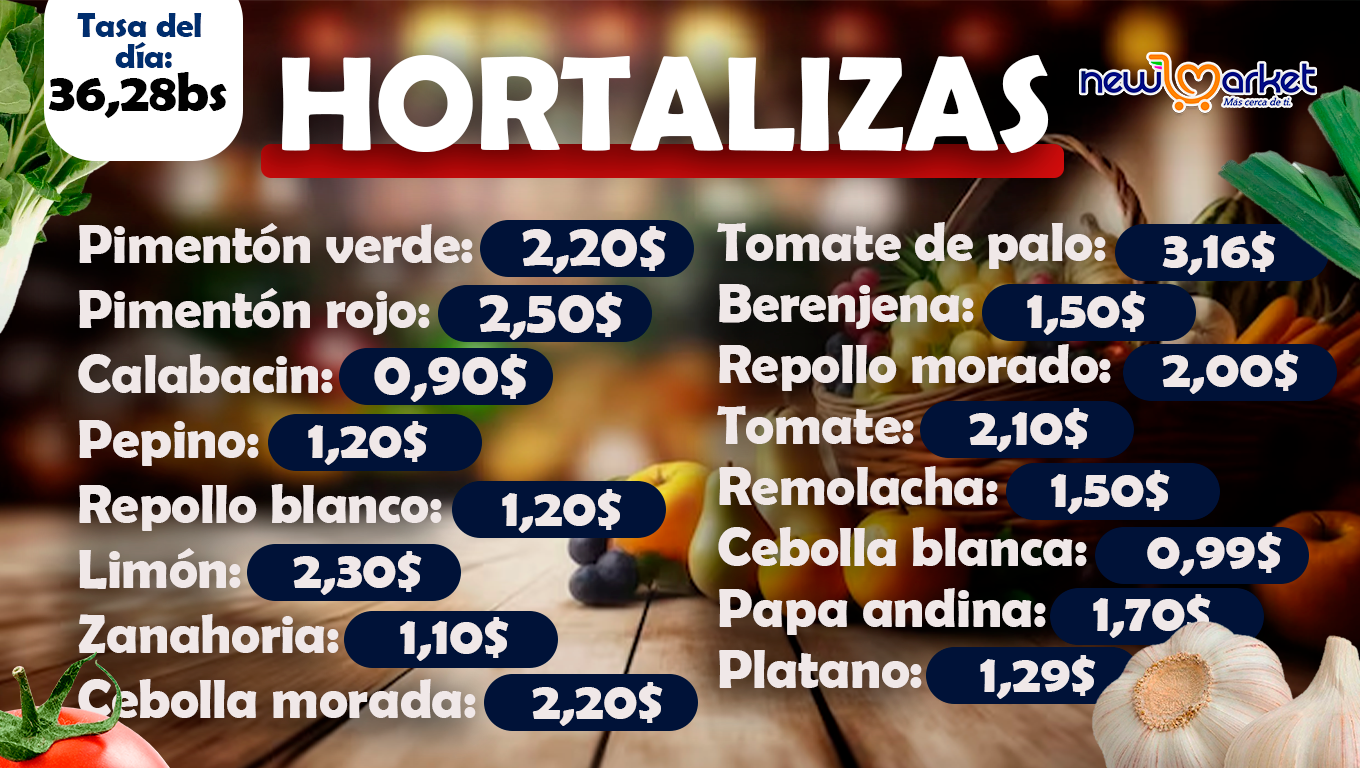 Tasa del
día:
36,28bs
HORTALIZAS
newmarket
Más cerca de ti.
Pimentón verde: 2,20$
Pimentón rojo: 2,50$
Calabacin: 0,90$
Pepino: 1,20$
Repollo blanco: 1,20$
Limón: 2,30$
Zanahoria: 1,10$
Cebolla morada: 2,20$
Tomate de palo: 3,16$
Berenjena: 1,50$
Repollo morado: 2,00$
Tomate: 2,10$
Remolacha: 1,50$
Cebolla blanca: 0,99$
Papa andina: 1,70$
Platano: 1,29$